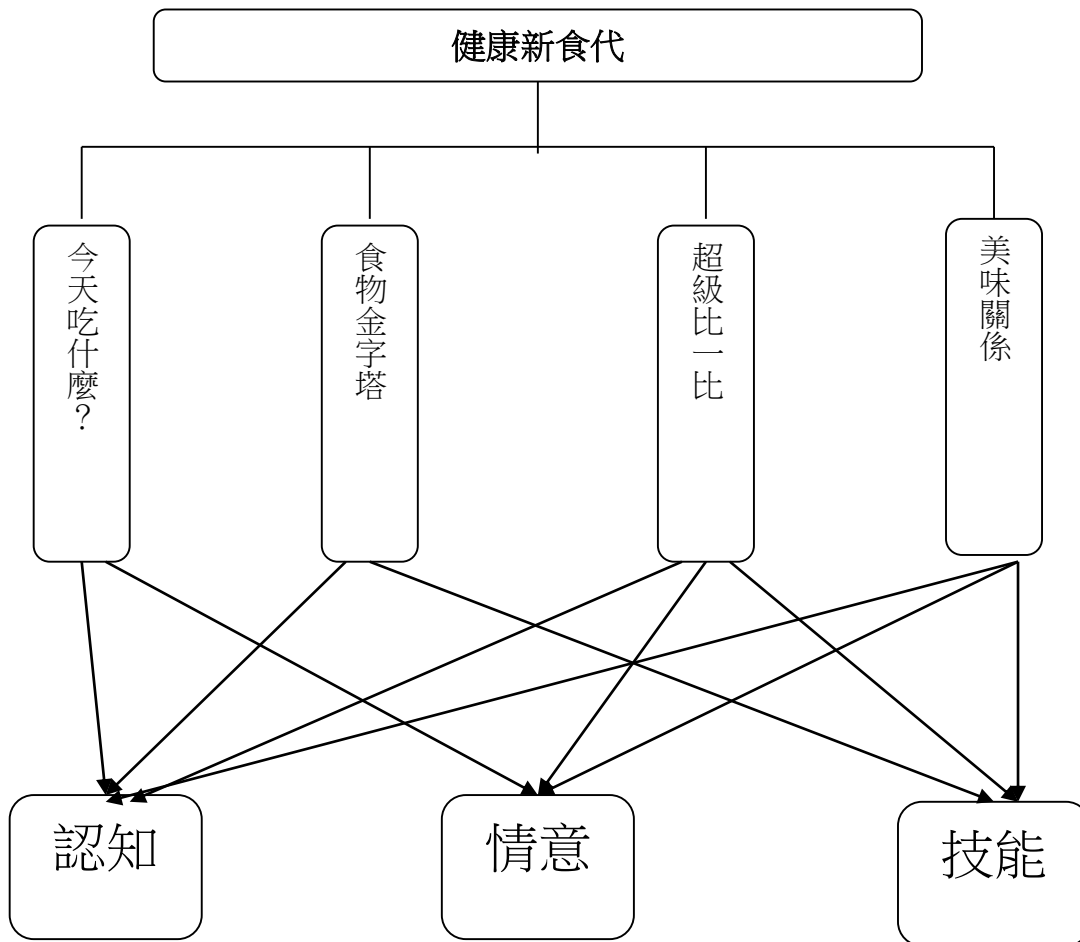 健康新食代
今天吃什麼？
食物金字塔
超級比一比
美味關係
認知
情意
技能